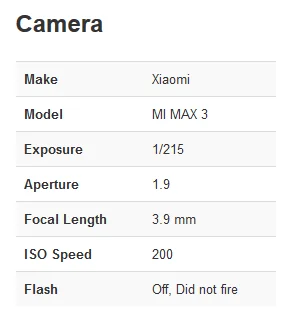 Camera
Make Xiaomi
Model MI MAX 3
Exposure 1/215
Aperture 1.9
Focal Length 3.9 mm
ISO Speed 200
Flash Off, Did not fire